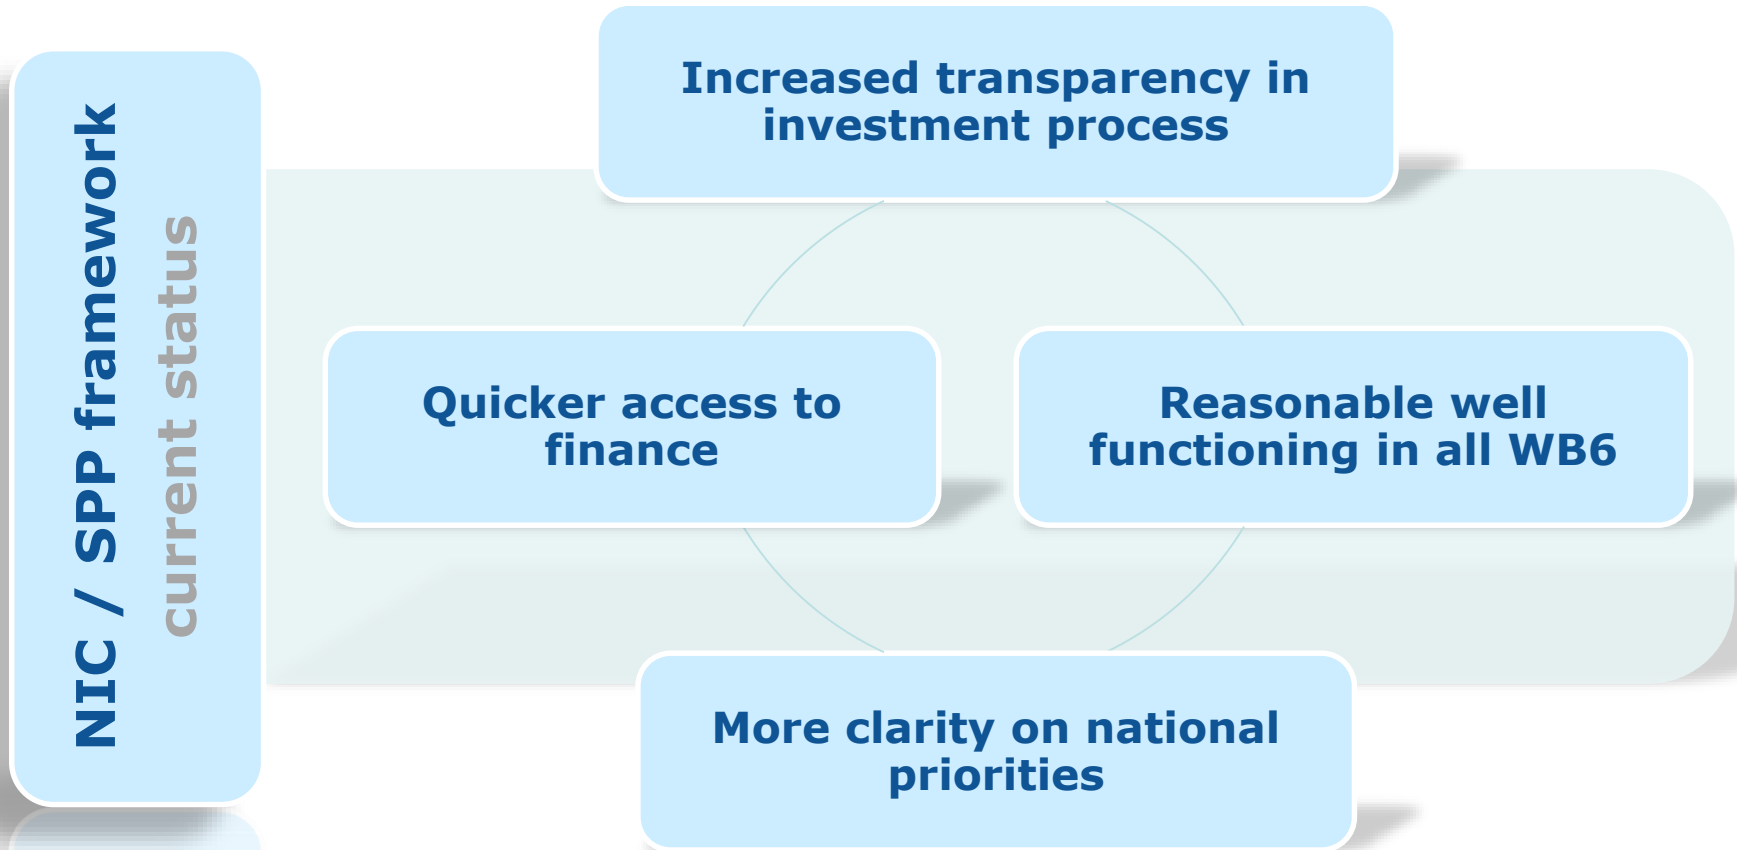 NIC / SPP framework
current status
Increased transparency in
investment process
Quicker access to
finance
Reasonable well
functioning in all WB6
More clarity on national
priorities